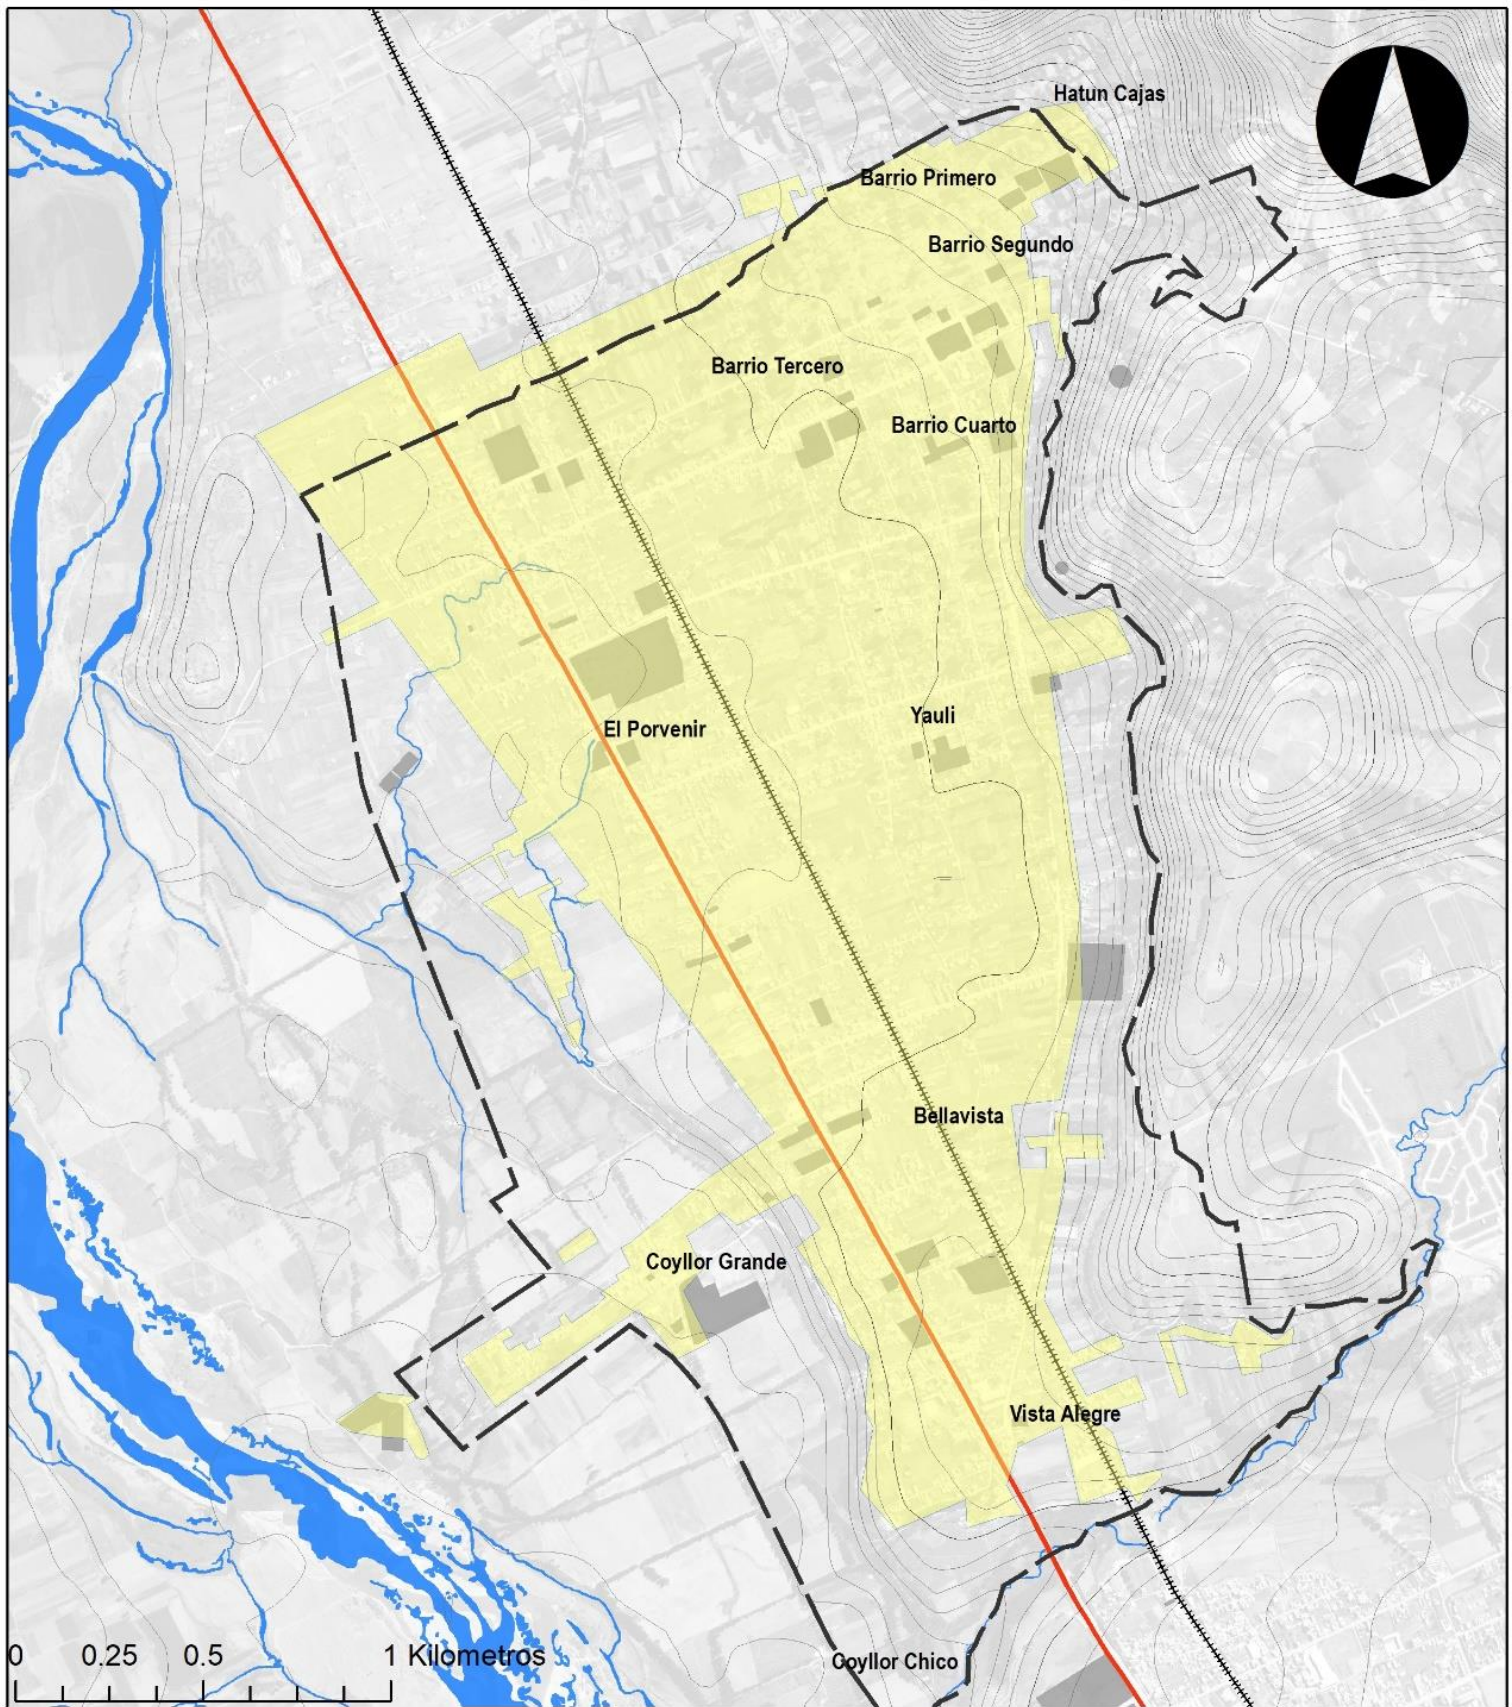 Hatun Cajas
Barrio Primero
Barrio Segundo
Barrio Tercero
Barrio Cuarto
Yauli
El Porvenir
Bellavista
Coyllor Grande
Vista Alegre
Coyllor Chico
0 0.25 0.5 1 Kilometros